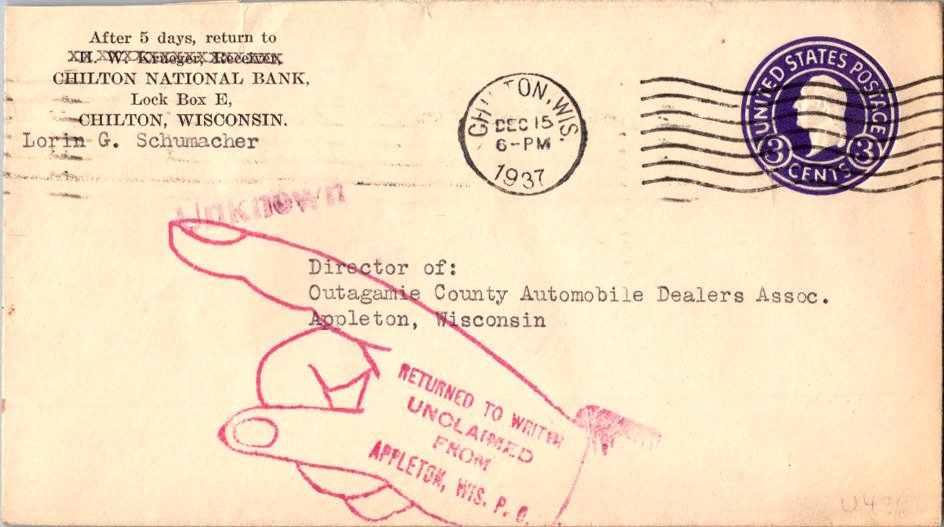 After 5 days, return to
H. W. Krueger, Receiver,
CHILTON NATIONAL BANK,
Lock Box E,
CHILTON, WISCONSIN.
Lorin G. Schumacher
CHILTON, WIS.
DEC 15
6-PM
1937
UNITED STATES POSTAGE
3 3
CENTS
Unknown
Director of:
Outagamie County Automobile Dealers Assoc.
Appleton, Wisconsin
RETURNED TO WRITER
UNCLAIMED
FROM
APPLETON, WIS. P. O.